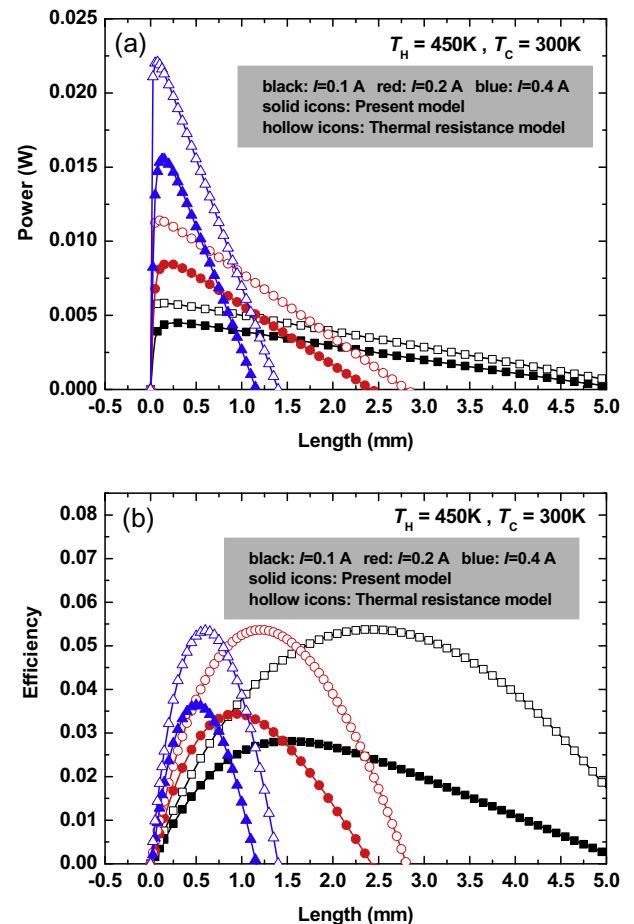 (a)
T_H = 450K , T_C = 300K
black: I=0.1 A red: I=0.2 A blue: I=0.4 A
solid icons: Present model
hollow icons: Thermal resistance model
0.025
0.020
0.015
0.010
0.005
0.000
Power (W)
-0.5 0.0 0.5 1.0 1.5 2.0 2.5 3.0 3.5 4.0 4.5 5.0
Length (mm)
(b)
T_H = 450K , T_C = 300K
black: I=0.1 A red: I=0.2 A blue: I=0.4 A
solid icons: Present model
hollow icons: Thermal resistance model
0.08
0.07
0.06
0.05
0.04
0.03
0.02
0.01
0.00
Efficiency
-0.5 0.0 0.5 1.0 1.5 2.0 2.5 3.0 3.5 4.0 4.5 5.0
Length (mm)